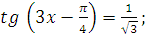 tg (3x − π/4) = 1/√3;